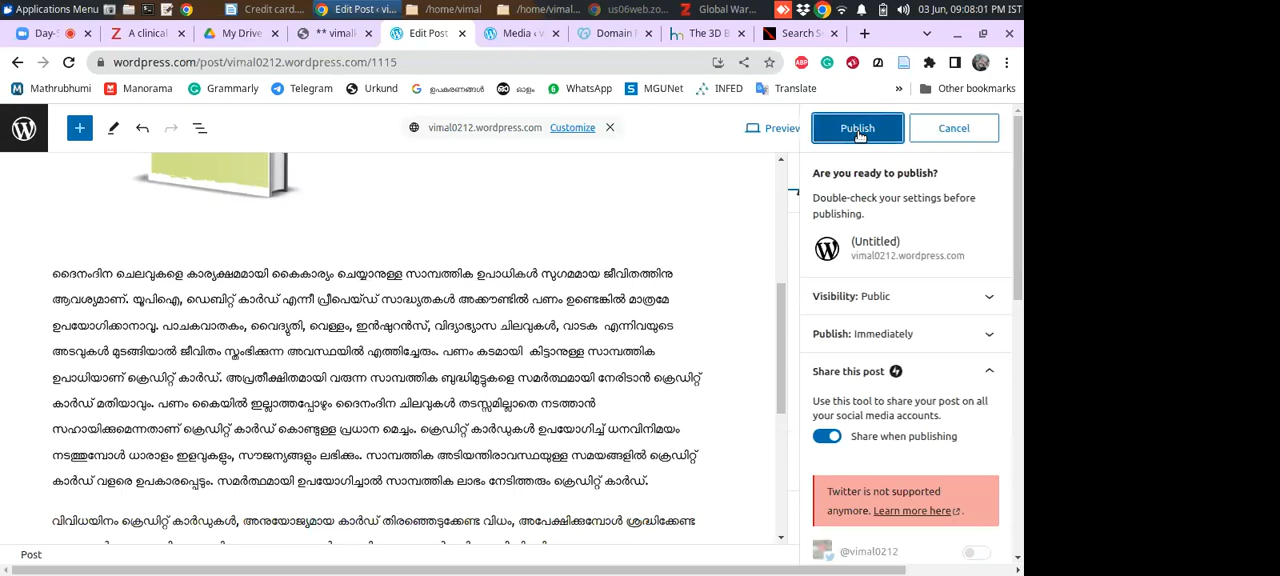 Applications Menu
Credit card....
Edit Post ‹ vi...
/home/vimal
/home/vimal...
us06web.zo...
Global War...
03 Jun, 09:08:01 PM IST
Day-
A clinical
My Drive
** vimal
Edit Post
Media ‹ v
Domain
The 3D B
Search S
wordpress.com/post/vimal0212.wordpress.com/1115
Mathrubhumi
Manorama
Grammarly
Telegram
Urkund
ഉപകരണങ്ങൾ
ഓളം
WhatsApp
MGUNet
INFED
Translate
»
Other bookmarks
vimal0212.wordpress.com Customize
Preview
Publish
Cancel
Are you ready to publish?
Double-check your settings before
publishing.
(Untitled)
vimal0212.wordpress.com
Visibility: Public
Publish: Immediately
Share this post
Use this tool to share your post on all
your social media accounts.
Share when publishing
Twitter is not supported
anymore. Learn more here .
@vimal0212
ദൈനംദിന ചെലവുകളെ കാര്യക്ഷമമായി കൈകാര്യം ചെയ്യാനുള്ള സാമ്പത്തിക ഉപാധികൾ സുഗമമായ ജീവിതത്തിനു
ആവശ്യമാണ്. യൂപിഐ, ഡെബിറ്റ് കാർഡ് എന്നീ പ്രീപെയ്ഡ് സാദ്ധ്യതകൾ അക്കൗണ്ടിൽ പണം ഉണ്ടെങ്കിൽ മാത്രമേ
ഉപയോഗിക്കാനാവൂ. പാചകവാതകം, വൈദ്യുതി, വെള്ളം, ഇൻഷുറൻസ്, വിദ്യാഭ്യാസ ചിലവുകൾ, വാടക എന്നിവയുടെ
അടവുകൾ മുടങ്ങിയാൽ ജീവിതം സ്തംഭിക്കുന്ന അവസ്ഥയിൽ എത്തിച്ചേരും. പണം കടമായി കിട്ടാനുള്ള സാമ്പത്തിക
ഉപാധിയാണ് ക്രെഡിറ്റ് കാർഡ്. അപ്രതീക്ഷിതമായി വരുന്ന സാമ്പത്തിക ബുദ്ധിമുട്ടുകളെ സമർത്ഥമായി നേരിടാൻ ക്രെഡിറ്റ്
കാർഡ് മതിയാവും. പണം കൈയിൽ ഇല്ലാത്തപ്പോഴും ദൈനംദിന ചിലവുകൾ തടസ്സമില്ലാതെ നടത്താൻ
സഹായിക്കുമെന്നതാണ് ക്രെഡിറ്റ് കാർഡ് കൊണ്ടുള്ള പ്രധാന മെച്ചം. ക്രെഡിറ്റ് കാർഡുകൾ ഉപയോഗിച്ച് ധനവിനിമയം
നടത്തുമ്പോൾ ധാരാളം ഇളവുകളും, സൗജന്യങ്ങളും ലഭിക്കും. സാമ്പത്തിക അടിയന്തിരാവസ്ഥയുള്ള സമയങ്ങളിൽ ക്രെഡിറ്റ്
കാർഡ് വളരെ ഉപകാരപ്പെടും. സമർത്ഥമായി ഉപയോഗിച്ചാൽ സാമ്പത്തിക ലാഭം നേടിത്തരും ക്രെഡിറ്റ് കാർഡ്.
വിവിധയിനം ക്രെഡിറ്റ് കാർഡുകൾ, അനുയോജ്യമായ കാർഡ് തിരഞ്ഞെടുക്കേണ്ട വിധം, അപേക്ഷിക്കുമ്പോൾ ശ്രദ്ധിക്കേണ്ട
Post